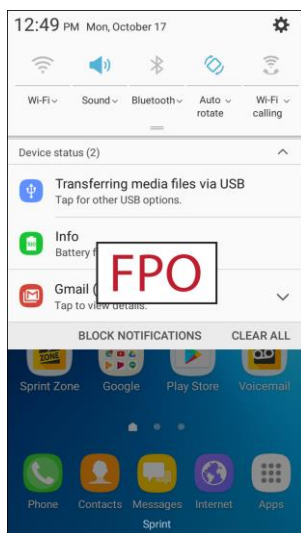 12:49 PM Mon, October 17
Wi-Fi Sound Bluetooth Auto rotate Wi-Fi calling
Device status (2)
Transferring media files via USB
Tap for other USB options.
Info
Battery
FPO
Gmail (
Tap to view details.
BLOCK NOTIFICATIONS CLEAR ALL
ZONE
Sprint Zone Google Play Store Voicemail
Phone Contacts Messages Internet Apps
Sprint